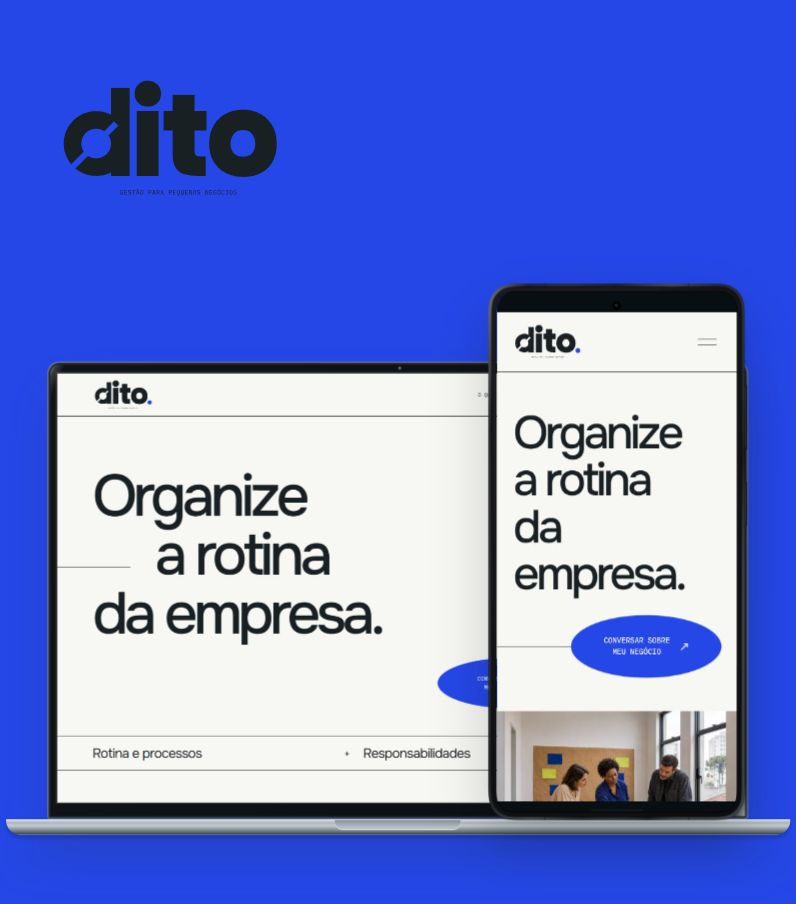 dito
GESTÃO PARA PEQUENOS NEGÓCIOS
dito.
Organize
a rotina
da empresa.
Rotina e processos
+ Responsabilidades
dito.
Organize
a rotina
da
empresa.
CONVERSAR SOBRE
MEU NEGÓCIO ↗